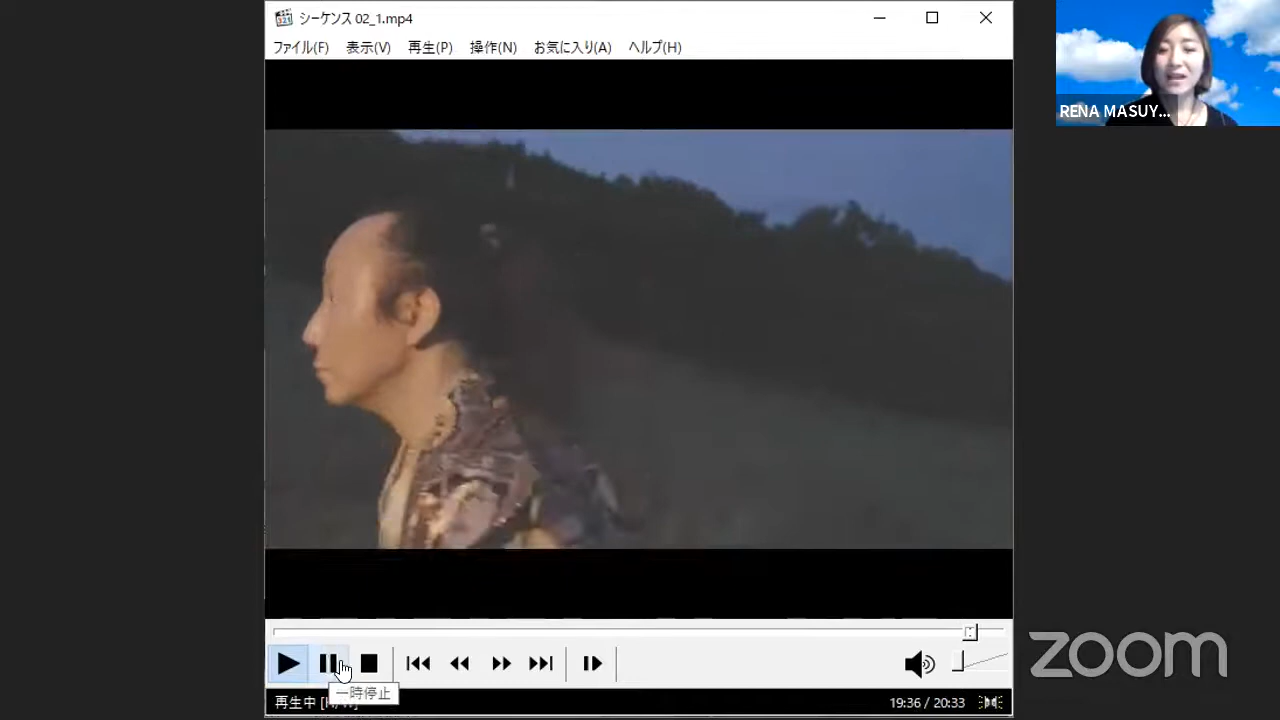 シーケンス 02_1.mp4
ファイル(F) 表示(V) 再生(P) 操作(N) お気に入り(A) ヘルプ(H)
RENA MASUY...
一時停止
再生中
19:36 / 20:33
zoom